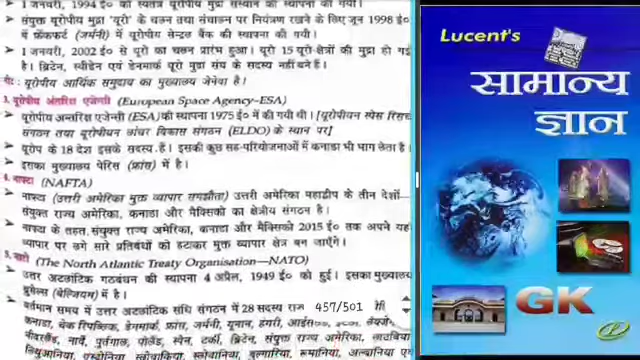 1 जनवरी, 1994 ई० को स्वतंत्र यूरोपीय मुद्रा संस्थान की स्थापना की गयी।
संयुक्त यूरोपीय मुद्रा 'यूरो' के चलन तथा संचालन पर नियंत्रण रखने के लिए जून 1998 ई०
में फ्रैंकफर्ट (जर्मनी) में यूरोपीय सेन्ट्रल बैंक की स्थापना की गयी।
1 जनवरी, 2002 ई० से यूरो का चलन प्रारंभ हुआ। यूरो 15 यूरो-क्षेत्रों की मुद्रा हो गई
है। ब्रिटेन, स्वीडेन एवं डेनमार्क यूरो मुद्रा संघ के सदस्य नहीं बने हैं।
नोट: यूरोपीय आर्थिक समुदाय का मुख्यालय जेनेवा है।
3. यूरोपीय अंतरिक्ष एजेन्सी (European Space Agency-ESA)
यूरोपीय अन्तरिक्ष एजेन्सी (ESA) की स्थापना 1975 ई० में की गयी थी। [यूरोपीयन स्पेस रिसर्च
संगठन तथा यूरोपीयन लांचर विकास संगठन (ELDO) के स्थान पर]
यूरोप के 18 देश इसके सदस्य हैं। इसकी कुछ सह-परियोजनाओं में कनाडा भी भाग लेता है।
इसका मुख्यालय पेरिस (फ्रांस) में है।
4. नाफ्टा (NAFTA)
नाफ्टा (उत्तरी अमेरिका मुक्त व्यापार समझौता) उत्तरी अमेरिका महाद्वीप के तीन देशों—
संयुक्त राज्य अमेरिका, कनाडा और मैक्सिको का क्षेत्रीय संगठन है।
नाफ्टा के तहत संयुक्त राज्य अमेरिका, कनाडा और मैक्सिको 2015 ई० तक अपने यहाँ
व्यापार पर लगे सारे प्रतिबंधों को हटाकर मुक्त व्यापार क्षेत्र बन जाएँगे।
5. नाटो (The North Atlantic Treaty Organisation—NATO)
उत्तर अटलांटिक गठबंधन की स्थापना 4 अप्रैल, 1949 ई० को हुई। इसका मुख्यालय
ब्रुसेल्स (बेल्जियम) में है।
वर्तमान समय में उत्तर अटलांटिक संधि संगठन में 28 सदस्य 457/501
कनाडा, चेक रिपब्लिक, डेनमार्क, फ्रांस, जर्मनी, यूनान, हंगरी,
नीदरलैंड, नार्वे, पुर्तगाल, पोलैंड, स्पेन, टर्की, ब्रिटेन, संयुक्त राज्य अमेरिका, लाटविया
लिथुआनिया, एस्टोनिया, स्लोवाकिया, स्लोवानिया, बुल्गारिया, रूमानिया, अल्बानिया एवं
Lucent's
सामान्य
ज्ञान
GK